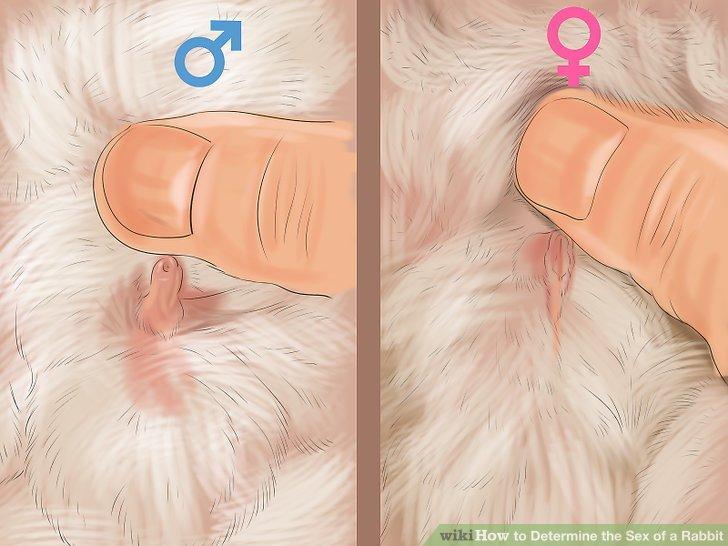 wikiHow to Determine the Sex of a Rabbit